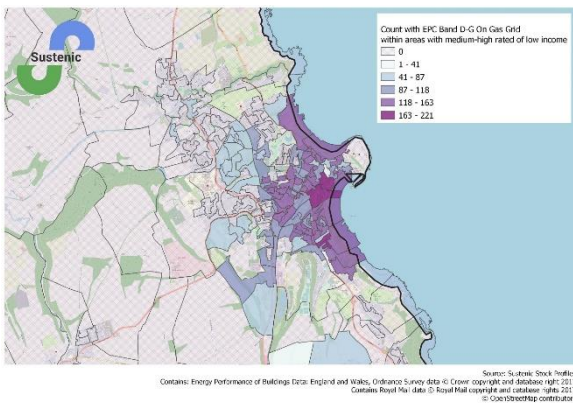 Sustenic
Count with EPC Band D-G On Gas Grid
within areas with medium-high rated of low income
0
1 - 41
41 - 87
87 - 118
118 - 163
163 - 221
Source: Sustenic Stock Profile
Contains: Energy Performance of Buildings Data: England and Wales, Ordnance Survey data © Crown copyright and database right 201
Contains Royal Mail data © Royal Mail copyright and database rights 201
© OpenStreetMap contributor